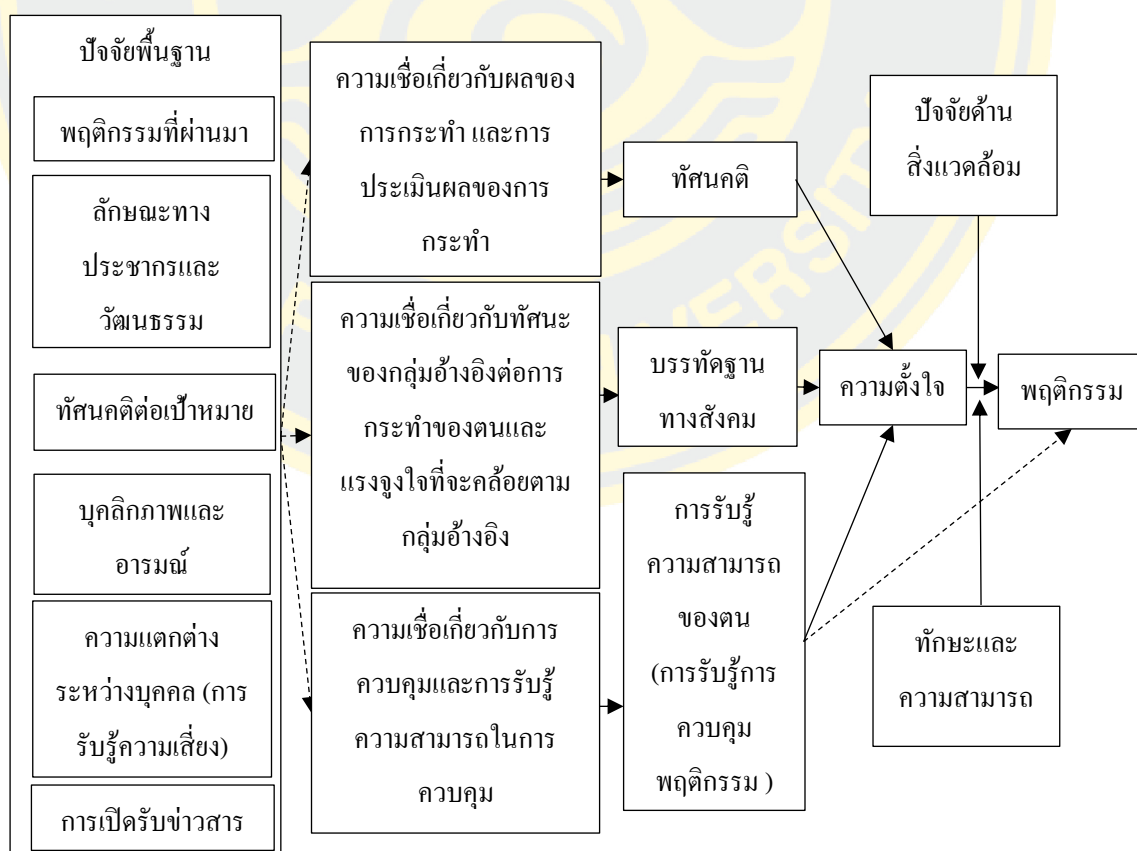 ปัจจัยพื้นฐาน
พฤติกรรมที่ผ่านมา
ลักษณะทาง
ประชากรและ
วัฒนธรรม
ทัศนคติต่อเป้าหมาย
บุคลิกภาพและ
อารมณ์
ความแตกต่าง
ระหว่างบุคคล (การ
รับรู้ความเสี่ยง)
การเปิดรับข่าวสาร
ความเชื่อเกี่ยวกับผลของ
การกระทำ และการ
ประเมินผลของการ
กระทำ
ความเชื่อเกี่ยวกับทัศนะ
ของกลุ่มอ้างอิงต่อการ
กระทำของตนและ
แรงจูงใจที่จะคล้อยตาม
กลุ่มอ้างอิง
ความเชื่อเกี่ยวกับการ
ควบคุมและการรับรู้
ความสามารถในการ
ควบคุม
ทัศนคติ
บรรทัดฐาน
ทางสังคม
การรับรู้
ความสามารถ
ของตน
(การรับรู้การ
ควบคุม
พฤติกรรม )
ความตั้งใจ
ปัจจัยด้าน
สิ่งแวดล้อม
พฤติกรรม
ทักษะและ
ความสามารถ